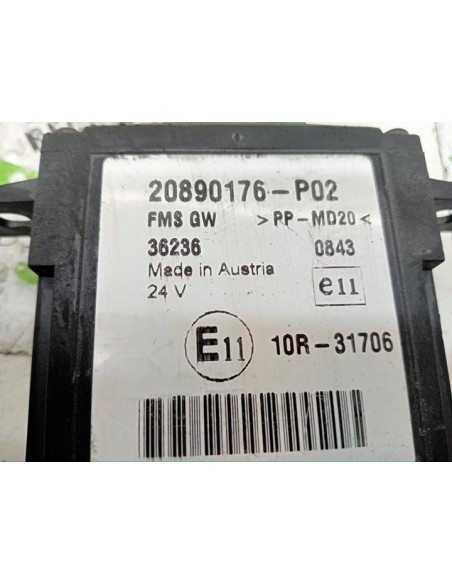 20890176-P02
FMS GW >PP-MD20<
36236 0843
Made in Austria
24 V e11
E11 10R-31706